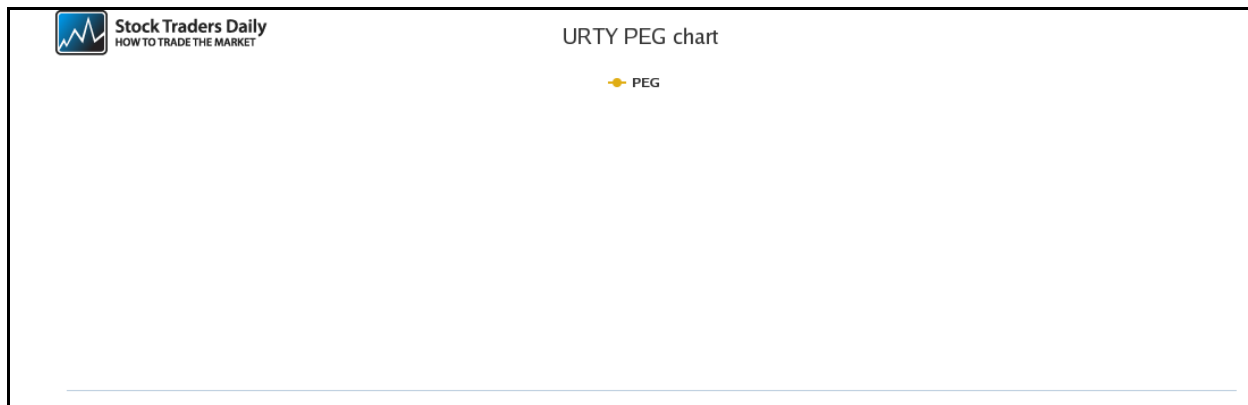 Stock Traders Daily
HOW TO TRADE THE MARKET
URTY PEG chart
PEG